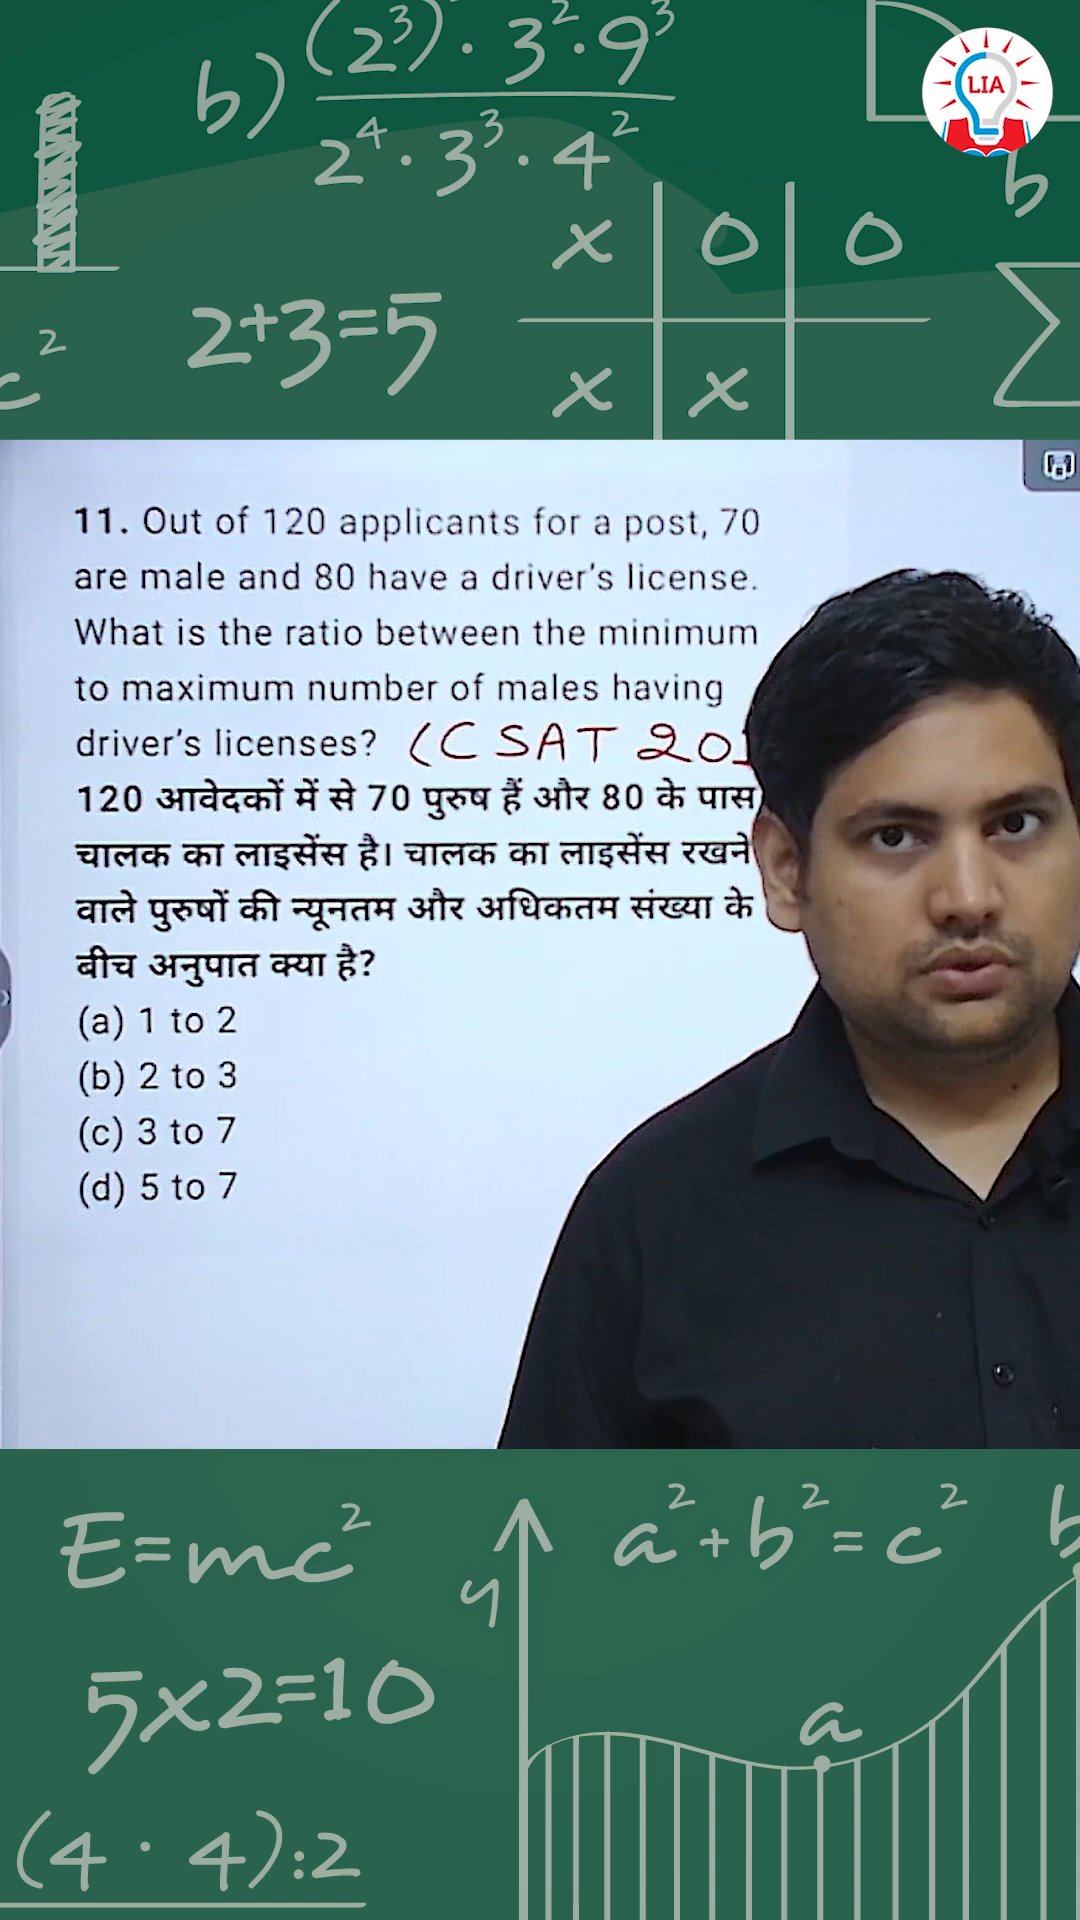 b) (2³)· 3²· 9³
2⁴· 3³· 4²
LIA
b
x o o
2+3=5
c²
x x
11. Out of 120 applicants for a post, 70
are male and 80 have a driver's license.
What is the ratio between the minimum
to maximum number of males having
driver's licenses? (CSAT
120 आवेदकों में से 70 पुरुष हैं और 80 के पास
चालक का लाइसेंस है। चालक का लाइसेंस रखने
वाले पुरुषों की न्यूनतम और अधिकतम संख्या के
बीच अनुपात क्या है?
(a) 1 to 2
(b) 2 to 3
(c) 3 to 7
(d) 5 to 7
E=mc²
a²+b²=c²
b
y
5x2=10
a
(4 · 4):2